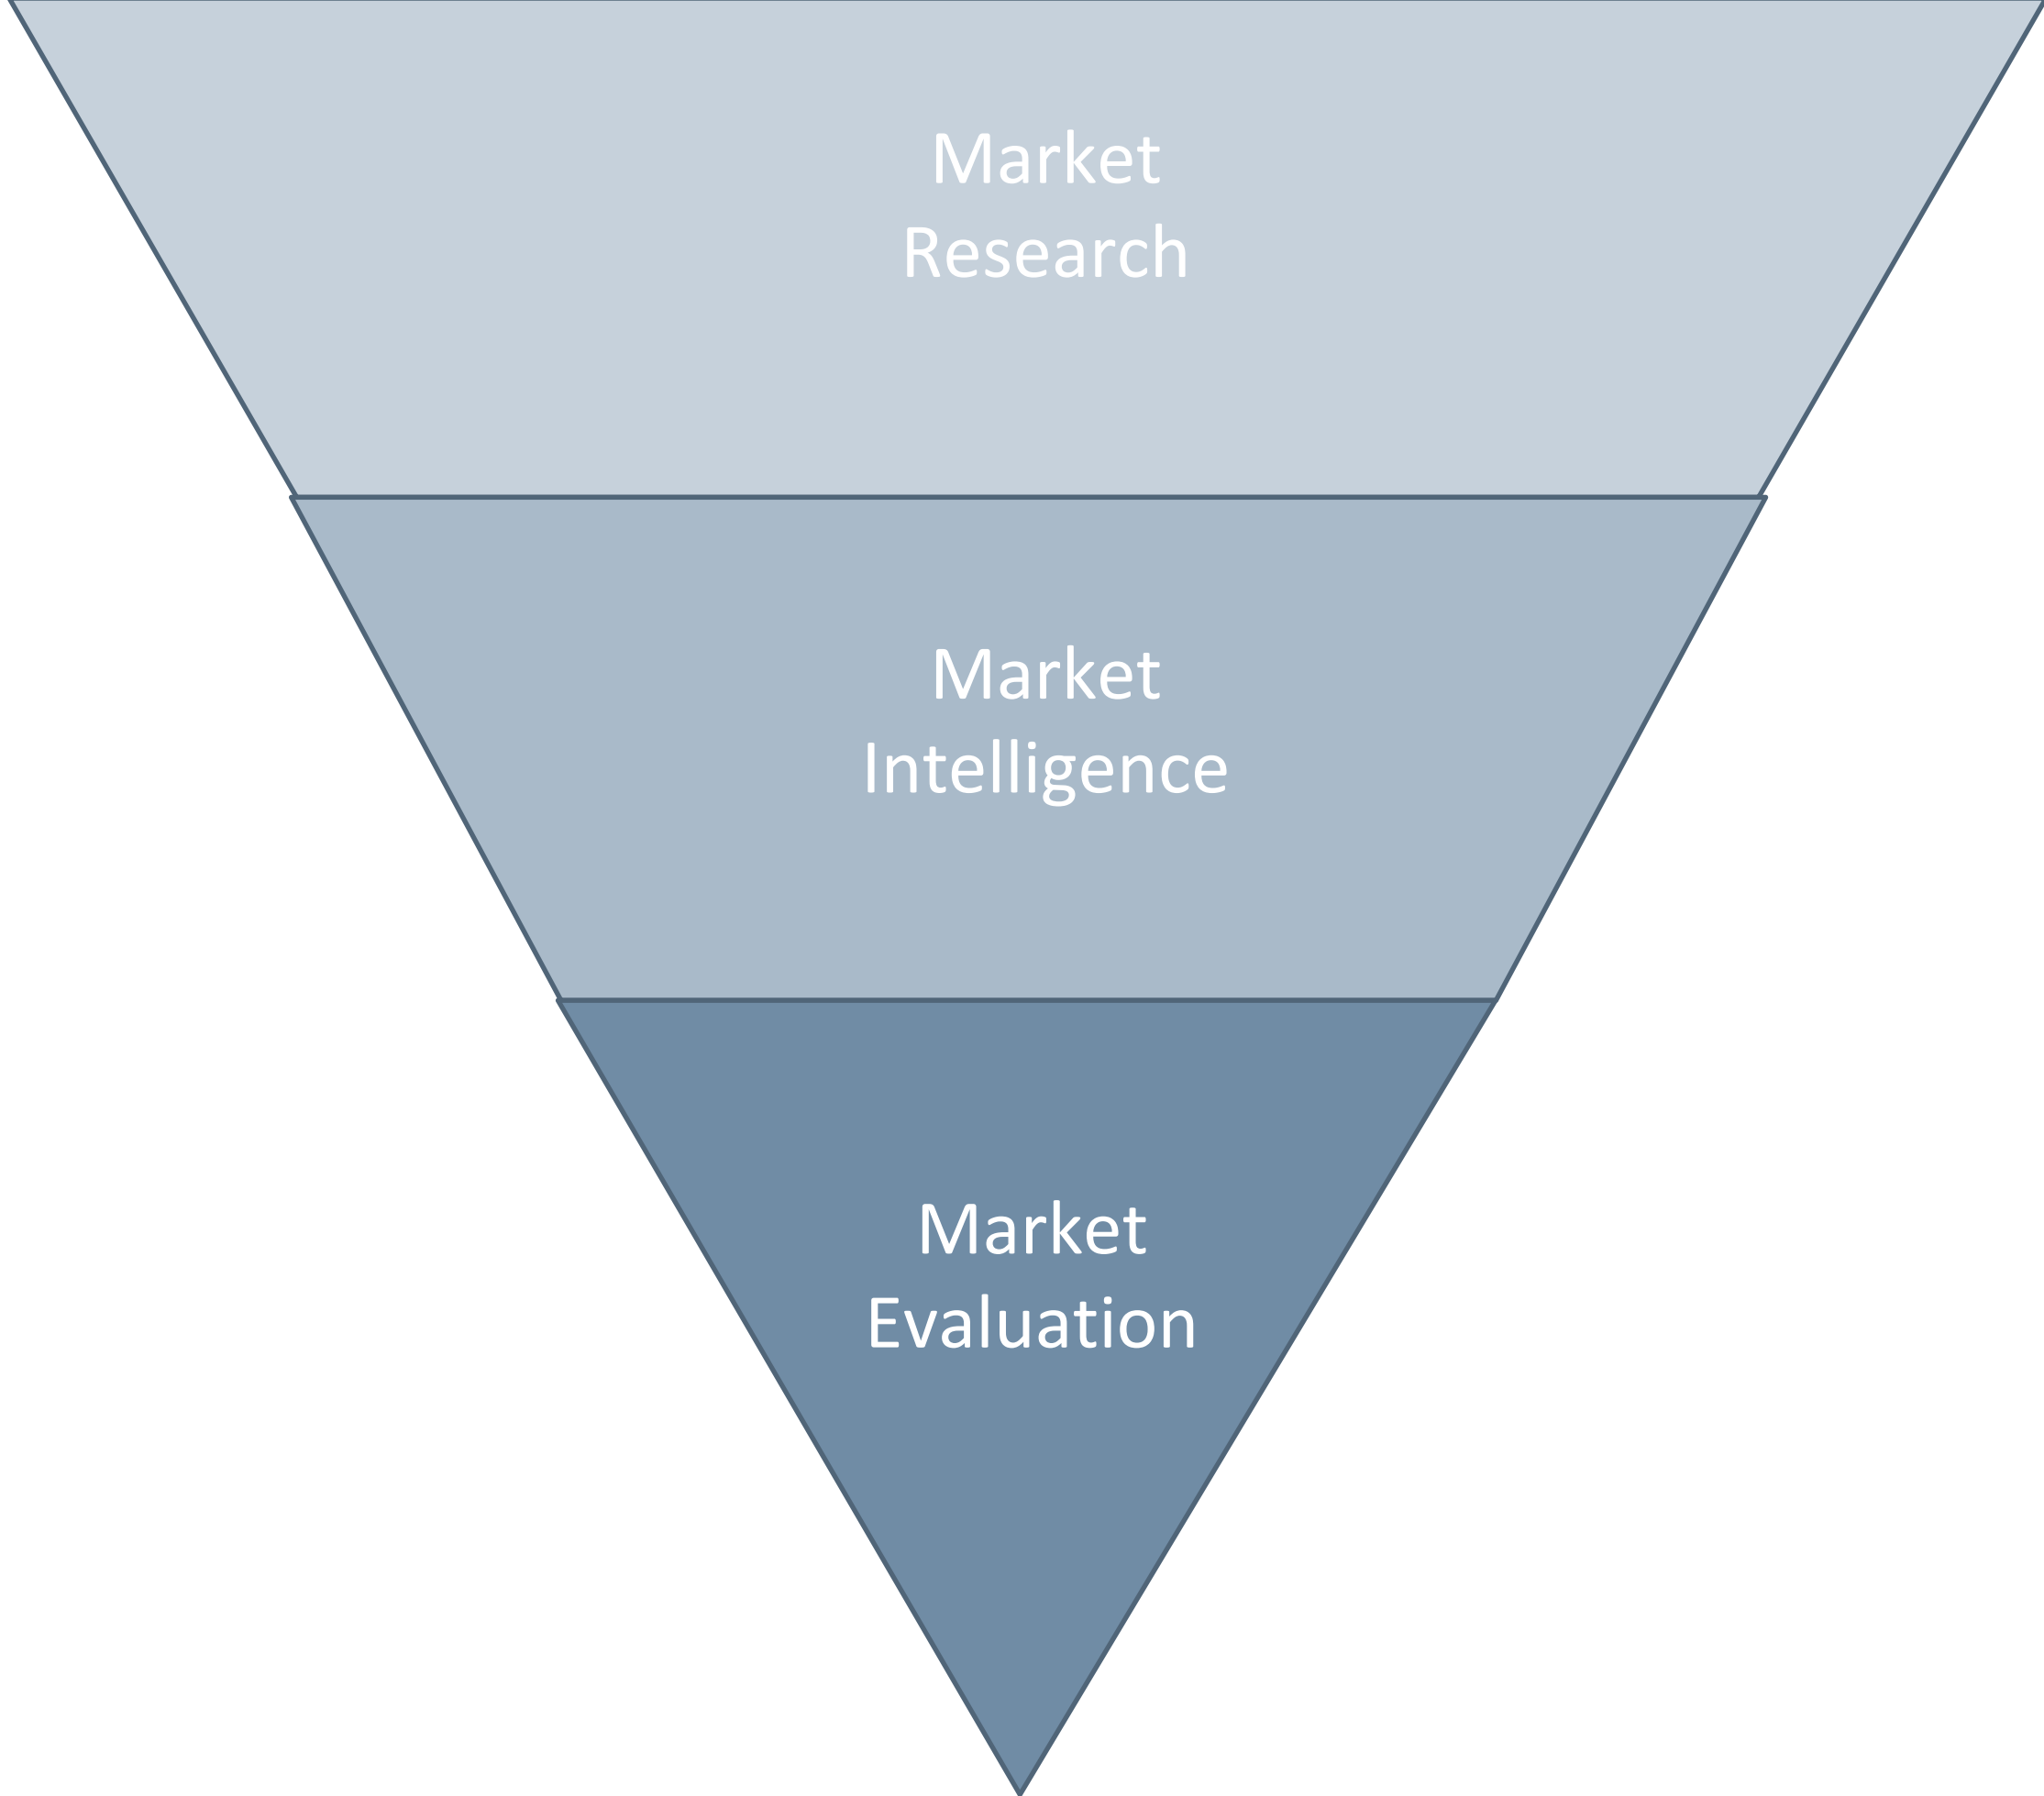 Market
Research
Market
Intelligence
Market
Evaluation